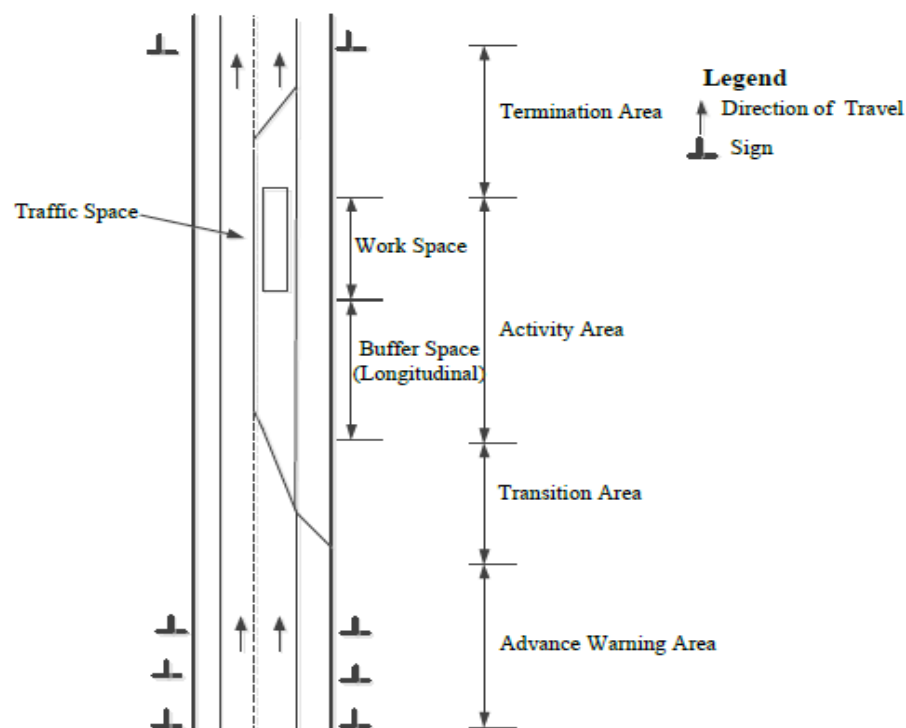 Legend
Direction of Travel
Sign
Termination Area
Traffic Space
Work Space
Activity Area
Buffer Space
(Longitudinal)
Transition Area
Advance Warning Area